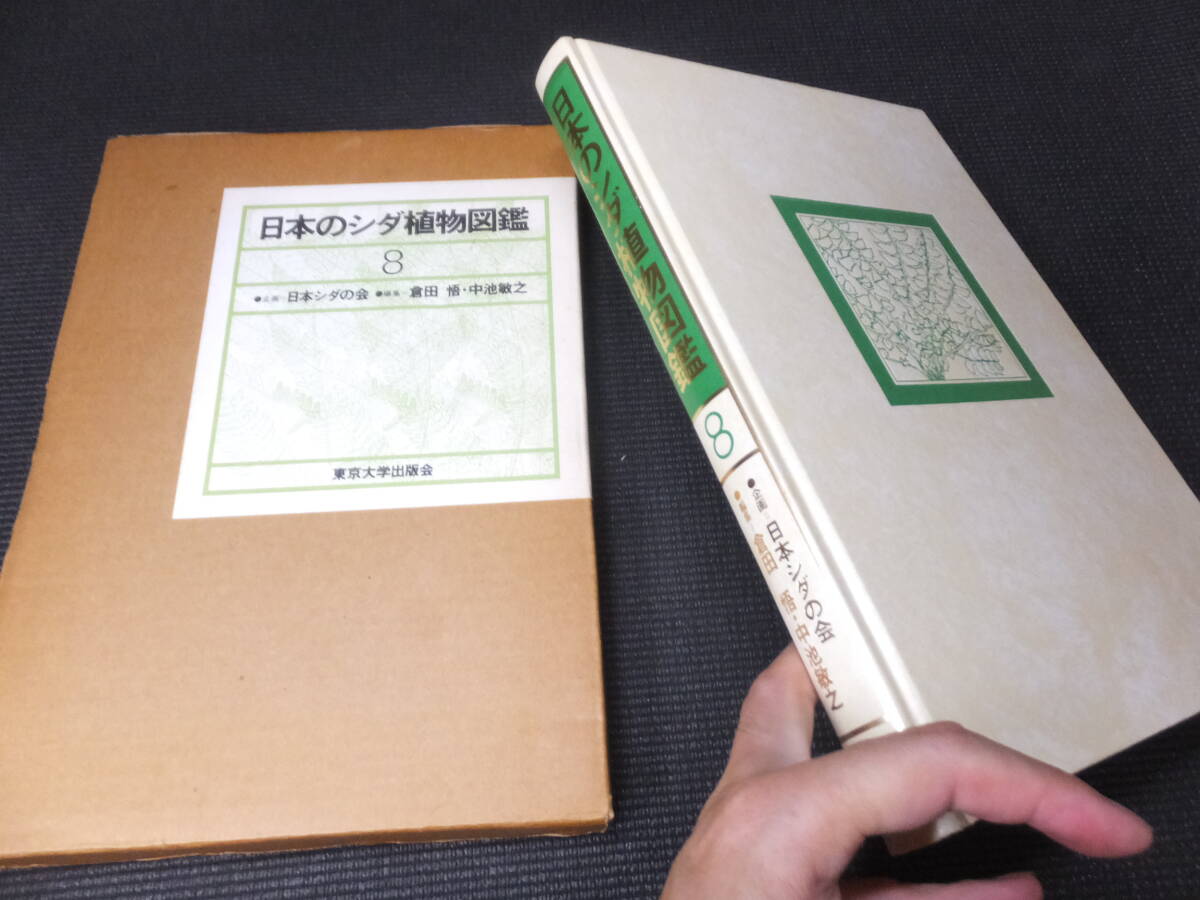 日本のシダ植物図鑑
8
●企画―日本シダの会 ●編集―倉田 悟・中池敏之
東京大学出版会
日本のシダ植物図鑑
8
●企画―日本シダの会
●編集―倉田 悟・中池敏之